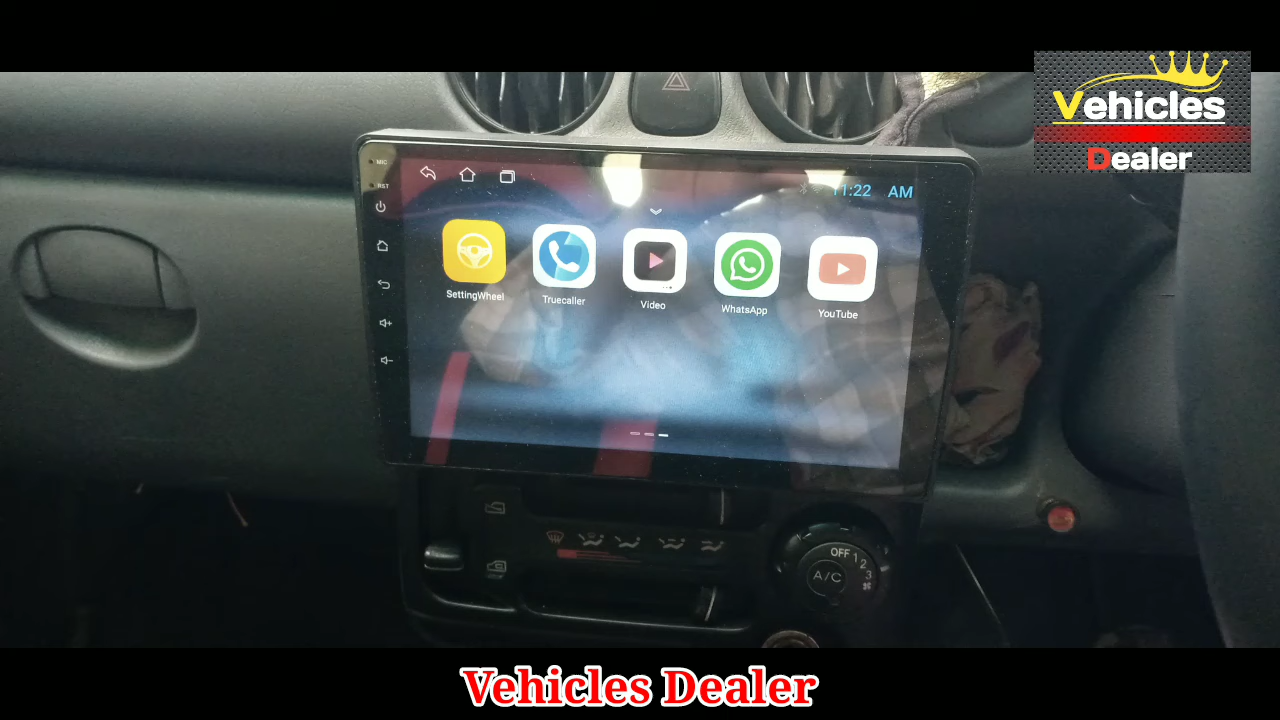 Vehicles
Dealer
MIC
RST
11:22 AM
SettingWheel
Truecaller
Video
WhatsApp
YouTube
OFF 1 2 3
A/C
Vehicles Dealer